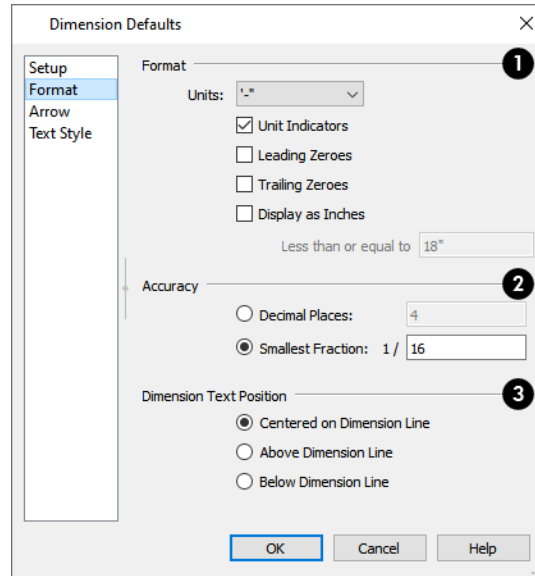 Dimension Defaults
Setup
Format
Arrow
Text Style
Format
1
Units: '-"
Unit Indicators
Leading Zeroes
Trailing Zeroes
Display as Inches
Less than or equal to 18"
Accuracy
2
Decimal Places: 4
Smallest Fraction: 1 / 16
Dimension Text Position
3
Centered on Dimension Line
Above Dimension Line
Below Dimension Line
OK Cancel Help